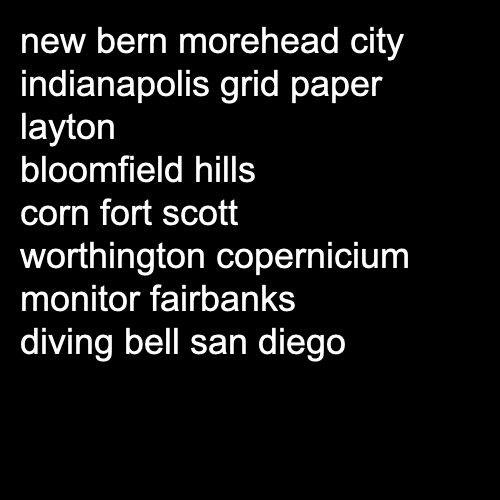 new bern morehead city
indianapolis grid paper
layton
bloomfield hills
corn fort scott
worthington copernicium
monitor fairbanks
diving bell san diego